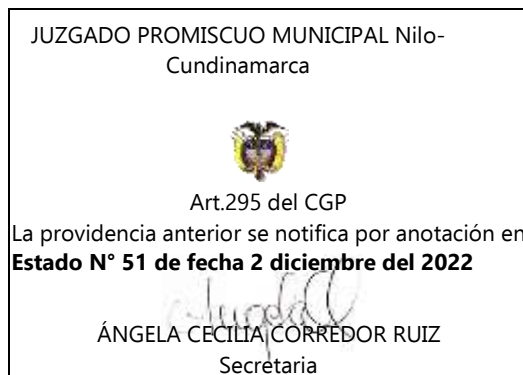 JUZGADO PROMISCUO MUNICIPAL Nilo-
Cundinamarca
Art.295 del CGP
La providencia anterior se notifica por anotación en
Estado N° 51 de fecha 2 diciembre del 2022
ÁNGELA CECILIA CORREDOR RUIZ
Secretaria